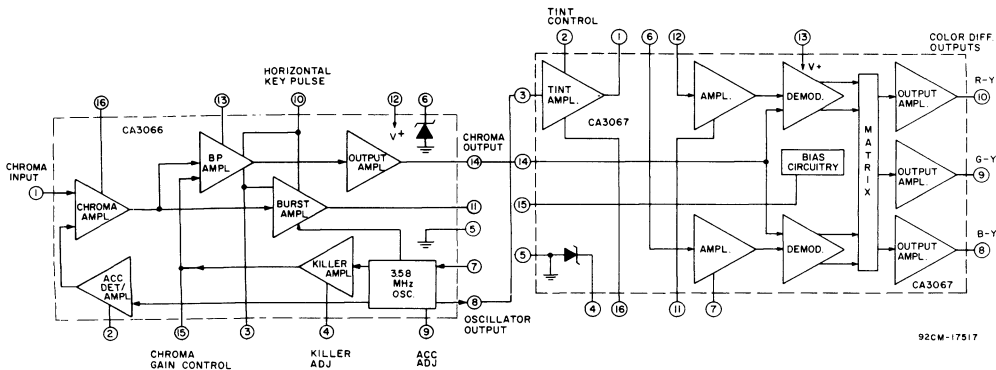 TINT
CONTROL
2
1
6
12
13
V+
COLOR DIFF.
OUTPUTS
HORIZONTAL
KEY PULSE
16
13
10
12
6
V+
CA3066
CHROMA
OUTPUT
3
TINT
AMPL.
CA3067
AMPL.
DEMOD.
MATRIX
OUTPUT
AMPL.
R-Y
10
CHROMA
INPUT
1
CHROMA
AMPL.
BP
AMPL
OUTPUT
AMPL
14
14
BIAS
CIRCUITRY
OUTPUT
AMPL.
G-Y
9
BURST
AMPL.
11
15
5
ACC
DET/
AMPL
KILLER
AMPL
3.58
MHz
OSC.
7
8
OSCILLATOR
OUTPUT
5
4
16
AMPL.
11
7
DEMOD.
OUTPUT
AMPL.
B-Y
8
CA3067
2
15
3
4
9
CHROMA
GAIN CONTROL
KILLER
ADJ
ACC
ADJ
92CM-17517